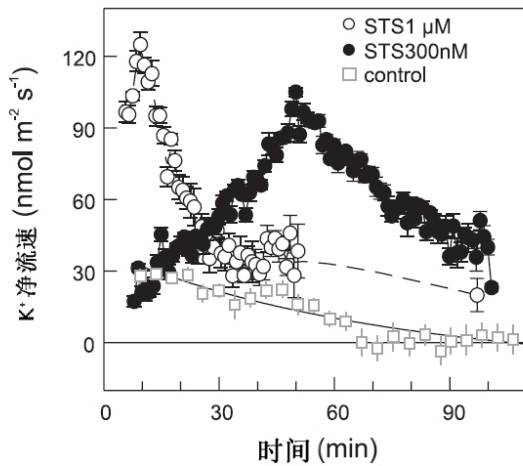 STS1 μM
STS300nM
control
K⁺ 净流速 (nmol m⁻² s⁻¹)
120
90
60
30
0
0
30
60
90
时间 (min)